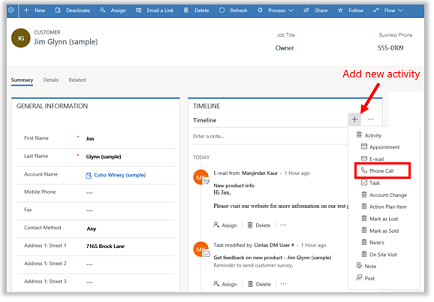 New
Deactivate
Assign
Email a Link
Delete
Refresh
Process
Share
Follow
Flow
JG
CUSTOMER
Jim Glynn (sample)
Job Title
Owner
Business Phone
555-0109
Summary
Details
Related
Add new activity
GENERAL INFORMATION
First Name * Jim
Last Name * Glynn (sample)
Account Name Coho Winery (sample)
Mobile Phone ---
Fax ---
Contact Method Any
Address 1: Street 1 7165 Brock Lane
Address 1: Street 2 ---
Address 1: Street 3 ---
TIMELINE
Timeline
Enter a note...
TODAY
E-mail from Manjinder Kaur - 1 Hour ago
New product info
Hi Jim,
Please visit our website for more information on our test p
Assign
Delete
Task modified by Cintas DM User # - 1 Hour ago
Get feedback on new product - Jim Glynn (sample)
Reminder to send customer survey.
Assign
Delete
Activity
Appointment
E-mail
Phone Call
Task
Account Change
Action Plan Item
Mark as Lost
Mark as Sold
Note's
On Site Visit
Note
Post